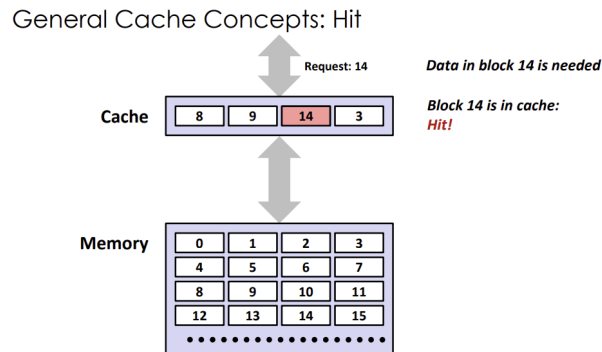 General Cache Concepts: Hit
Request: 14
Data in block 14 is needed
Cache
8 9 14 3
Block 14 is in cache:
Hit!
Memory
0 1 2 3
4 5 6 7
8 9 10 11
12 13 14 15